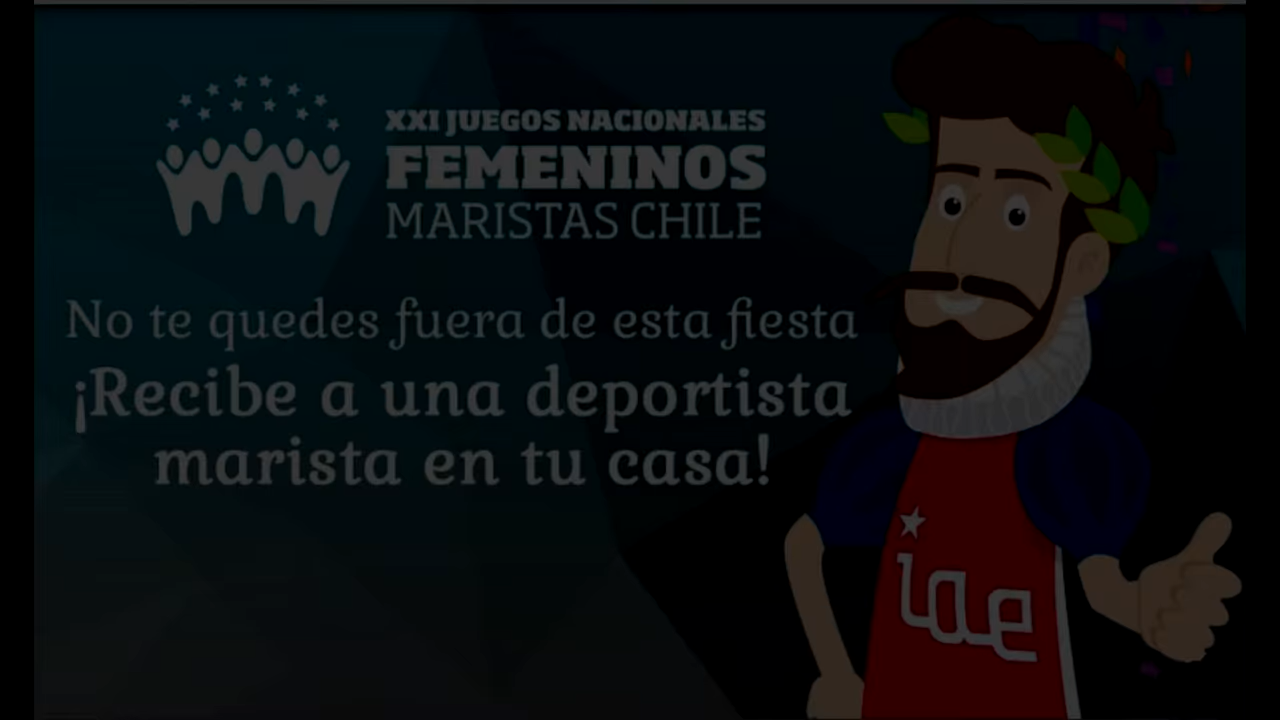 XXI JUEGOS NACIONALES
FEMENINOS
MARISTAS CHILE
No te quedes fuera de esta fiesta
¡Recibe a una deportista
marista en tu casa!
iae